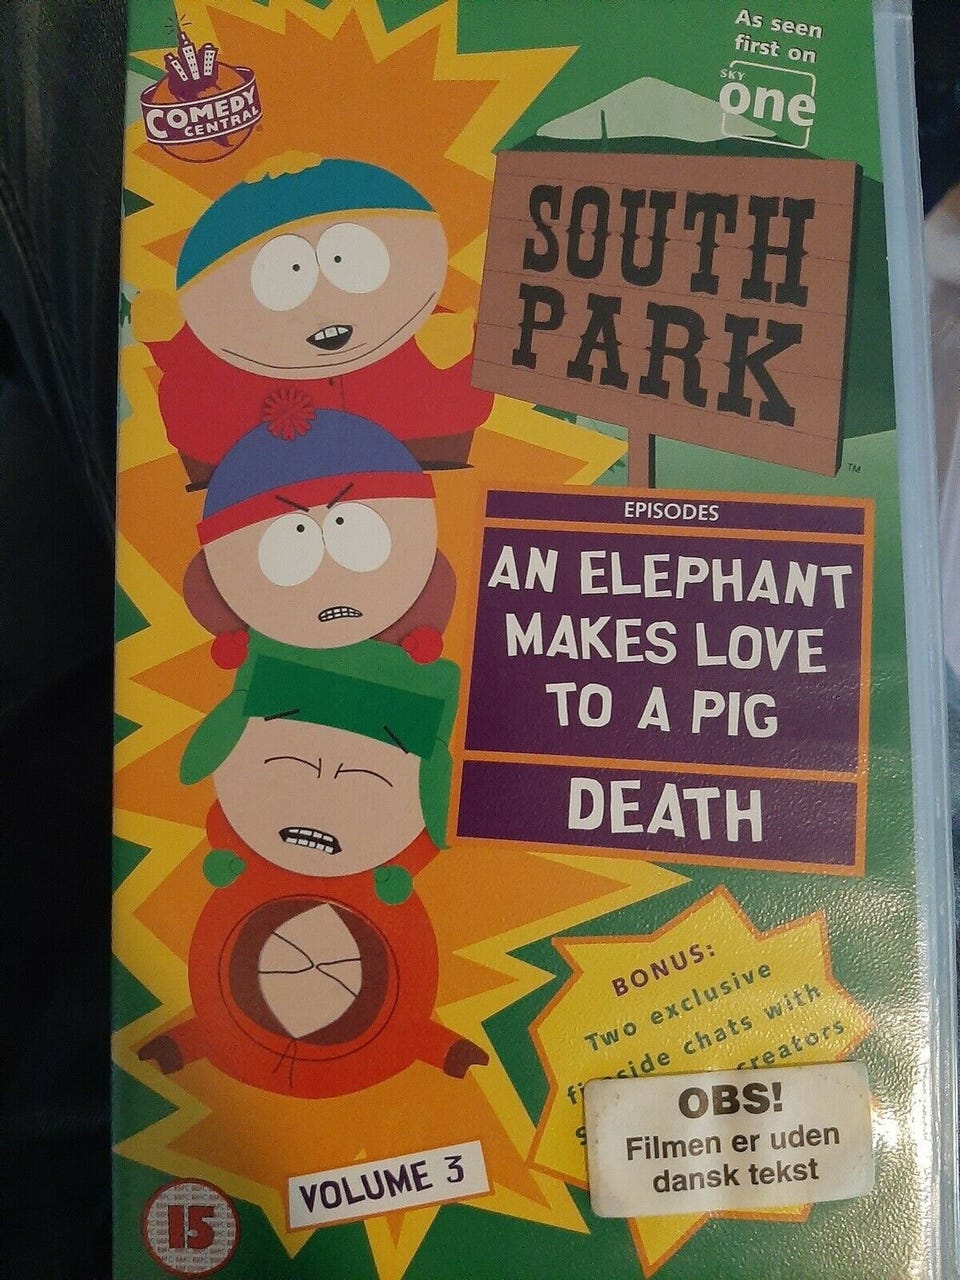 COMEDY
CENTRAL
As seen
first on
SKY
one
SOUTH
PARK
TM
EPISODES
AN ELEPHANT
MAKES LOVE
TO A PIG
DEATH
BONUS:
Two exclusive
chats with
creators
OBS!
Filmen er uden
dansk tekst
VOLUME 3
15